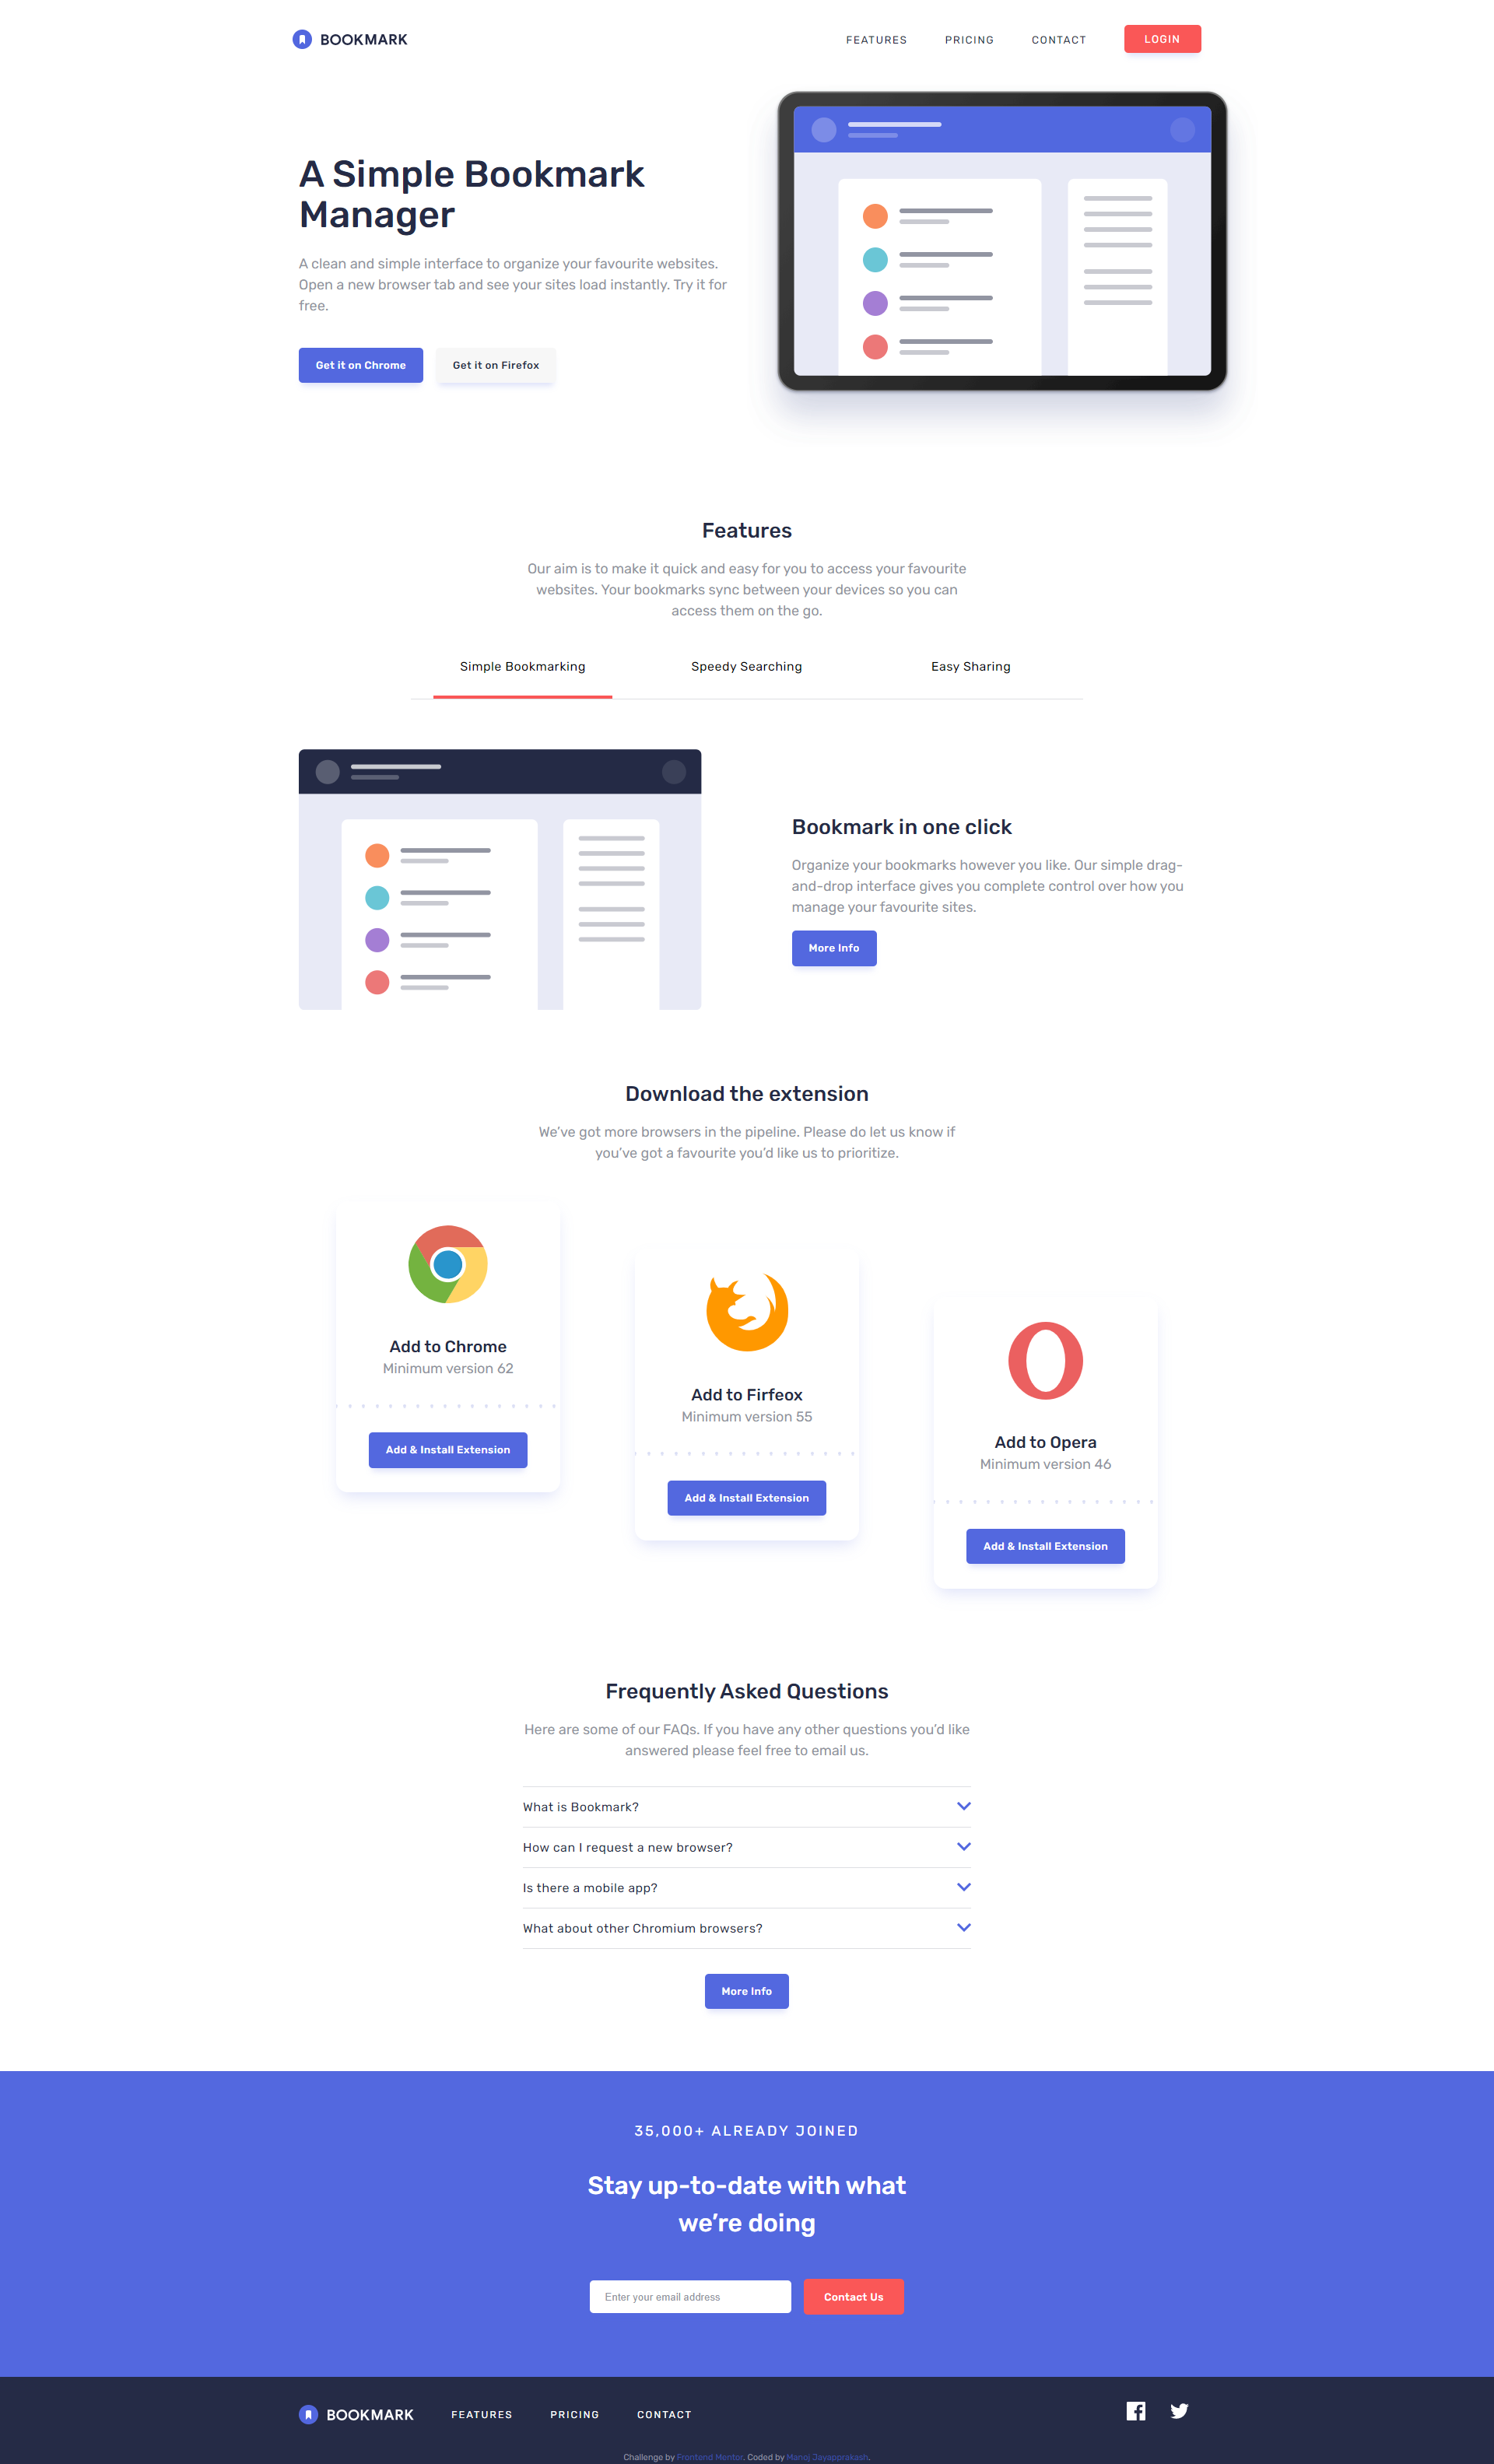 BOOKMARK
FEATURES
PRICING
CONTACT
LOGIN
A Simple Bookmark
Manager
A clean and simple interface to organize your favourite websites.
Open a new browser tab and see your sites load instantly. Try it for
free.
Get it on Chrome
Get it on Firefox
Features
Our aim is to make it quick and easy for you to access your favourite
websites. Your bookmarks sync between your devices so you can
access them on the go.
Simple Bookmarking
Speedy Searching
Easy Sharing
Bookmark in one click
Organize your bookmarks however you like. Our simple drag-
and-drop interface gives you complete control over how you
manage your favourite sites.
More Info
Download the extension
We've got more browsers in the pipeline. Please do let us know if
you've got a favourite you'd like us to prioritize.
Add to Chrome
Minimum version 62
Add & Install Extension
Add to Firfeox
Minimum version 55
Add & Install Extension
Add to Opera
Minimum version 46
Add & Install Extension
Frequently Asked Questions
Here are some of our FAQs. If you have any other questions you'd like
answered please feel free to email us.
What is Bookmark?
How can I request a new browser?
Is there a mobile app?
What about other Chromium browsers?
More Info
35,000+ ALREADY JOINED
Stay up-to-date with what
we're doing
Enter your email address
Contact Us
BOOKMARK
FEATURES
PRICING
CONTACT
Challenge by Frontend Mentor. Coded by Manoj Jayapprakash.